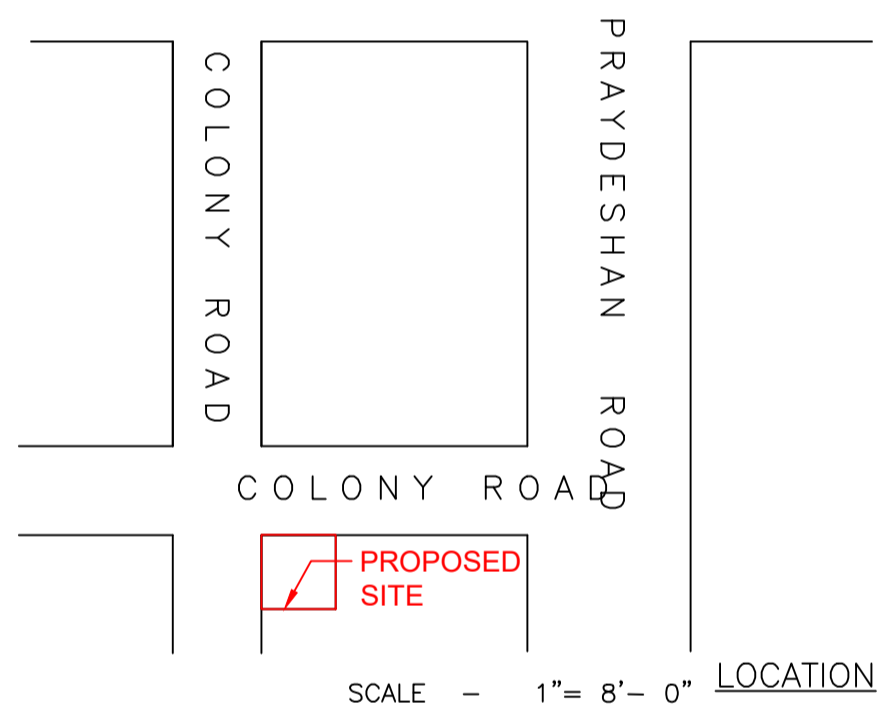 COLONY ROAD
PRAYDESHAN ROAD
COLONY ROAD
PROPOSED
SITE
SCALE - 1"= 8'- 0"
LOCATION